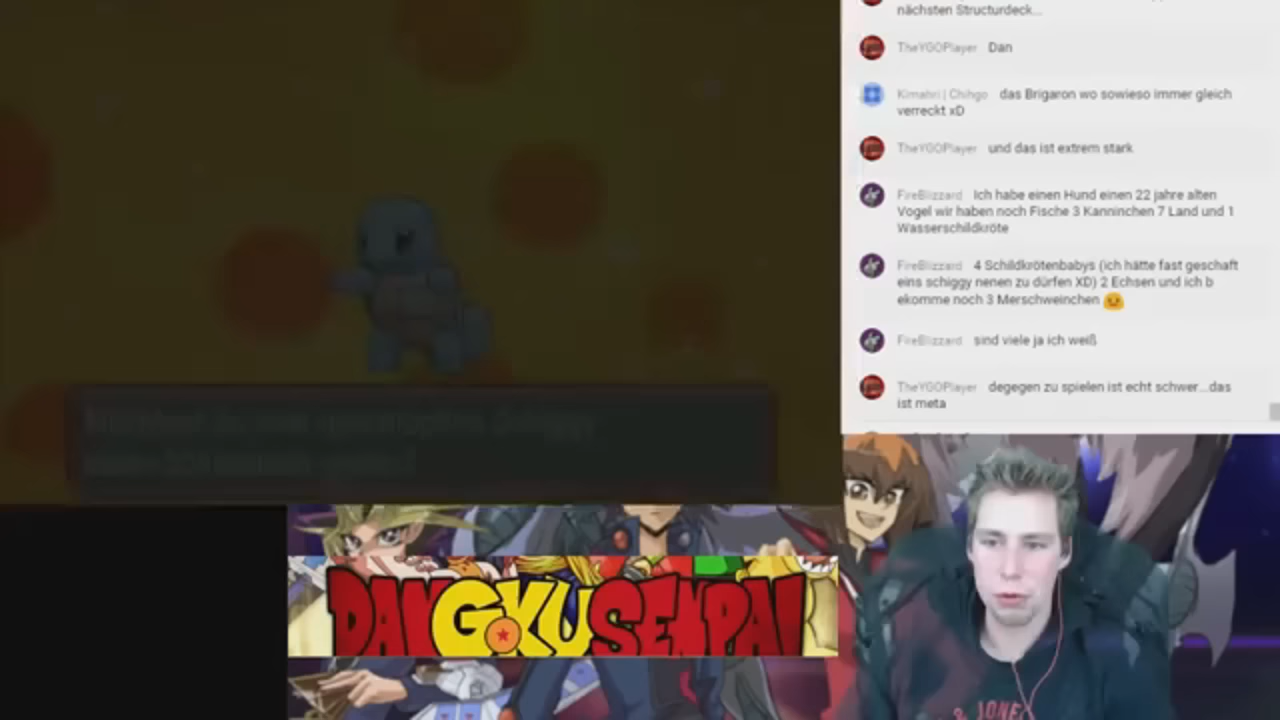 nächsten Structurdeck...
TheYGOPlayer Dan
Kimahri | Chihgo das Brigaron wo sowieso immer gleich
verreckt xD
TheYGOPlayer und das ist extrem stark
FireBlizzard Ich habe einen Hund einen 22 jahre alten
Vogel wir haben noch Fische 3 Kanninchen 7 Land und 1
Wasserschildkröte
FireBlizzard 4 Schildkrötenbabys (ich hätte fast geschaft
eins schiggy nenen zu dürfen XD) 2 Echsen und ich b
ekomme noch 3 Merschweinchen
FireBlizzard sind viele ja ich weiß
TheYGOPlayer degegen zu spielen ist echt schwer...das
ist meta
DANGOKUSENPAI
& JONE